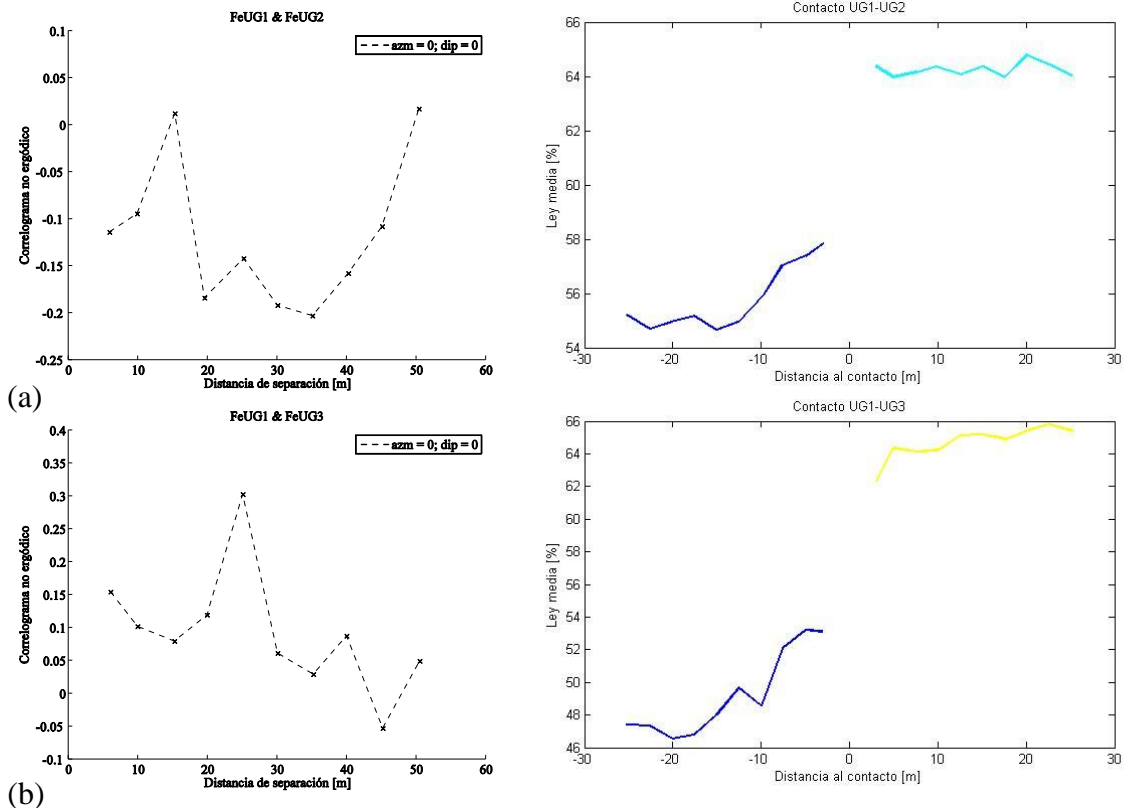 FeUG1 & FeUG2
azm = 0; dip = 0
Correlograma no ergódico
0.1
0.05
0
-0.05
-0.1
-0.15
-0.2
-0.25
0 10 20 30 40 50 60
Distancia de separación [m]
Contacto UG1-UG2
Ley media [%]
66
64
62
60
58
56
54
-30 -20 -10 0 10 20 30
Distancia al contacto [m]
(a)
FeUG1 & FeUG3
azm = 0; dip = 0
Correlograma no ergódico
0.4
0.35
0.3
0.25
0.2
0.15
0.1
0.05
0
-0.05
-0.1
0 10 20 30 40 50 60
Distancia de separación [m]
Contacto UG1-UG3
Ley media [%]
66
64
62
60
58
56
54
52
50
48
46
-30 -20 -10 0 10 20 30
Distancia al contacto [m]
(b)